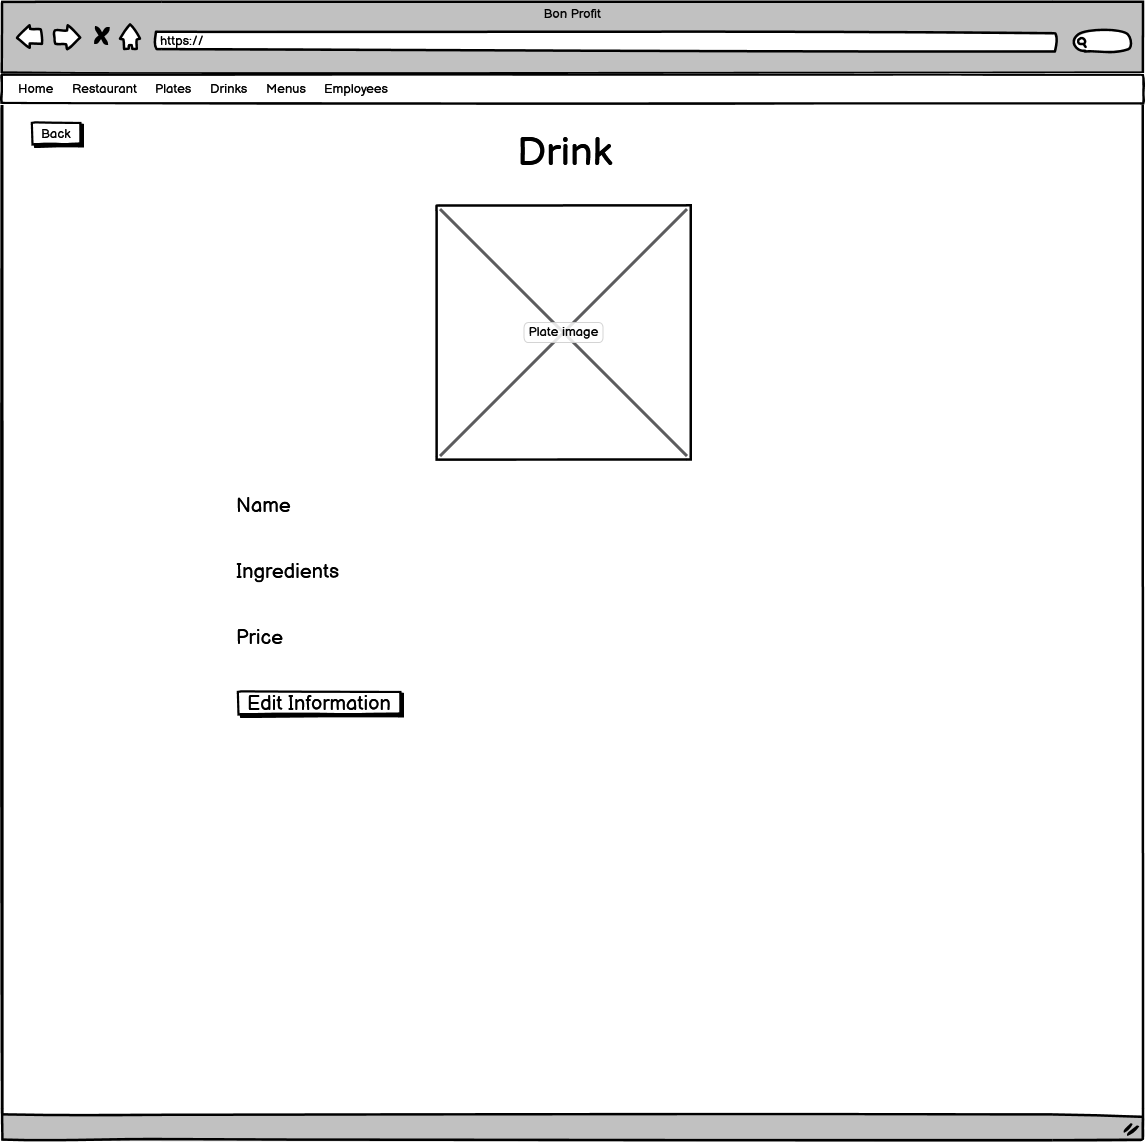 Bon Profit
https://
Home Restaurant Plates Drinks Menus Employees
Back
Drink
Plate image
Name
Ingredients
Price
Edit Information